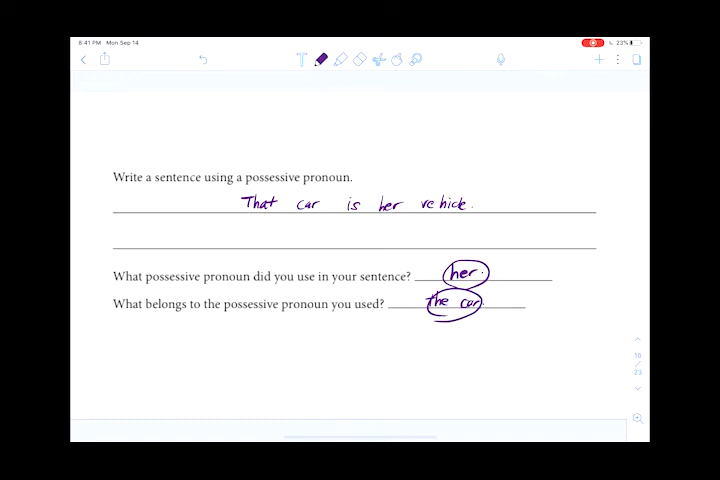 8:41 PM Mon Sep 14
23%
T
Write a sentence using a possessive pronoun.
That car is her vehicle.
What possessive pronoun did you use in your sentence? her.
What belongs to the possessive pronoun you used? the car.
10
/
23